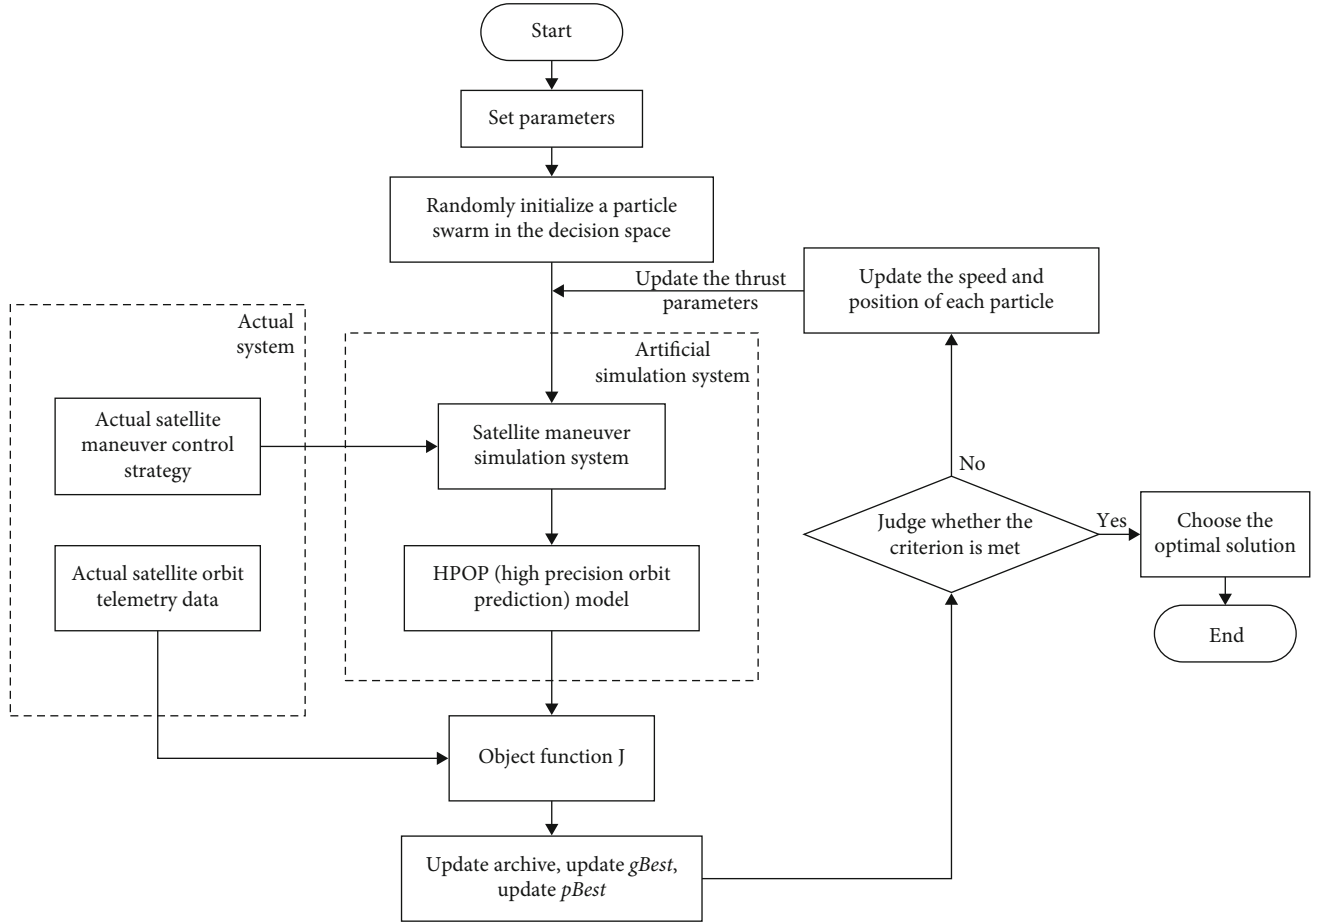 Start
Set parameters
Randomly initialize a particle
swarm in the decision space
Update the thrust
parameters
Update the speed and
position of each particle
Actual
system
Artificial
simulation system
Actual satellite
maneuver control
strategy
Satellite maneuver
simulation system
No
Judge whether the
criterion is met
Yes
Choose the
optimal solution
Actual satellite orbit
telemetry data
HPOP (high precision orbit
prediction) model
End
Object function J
Update archive, update gBest,
update pBest